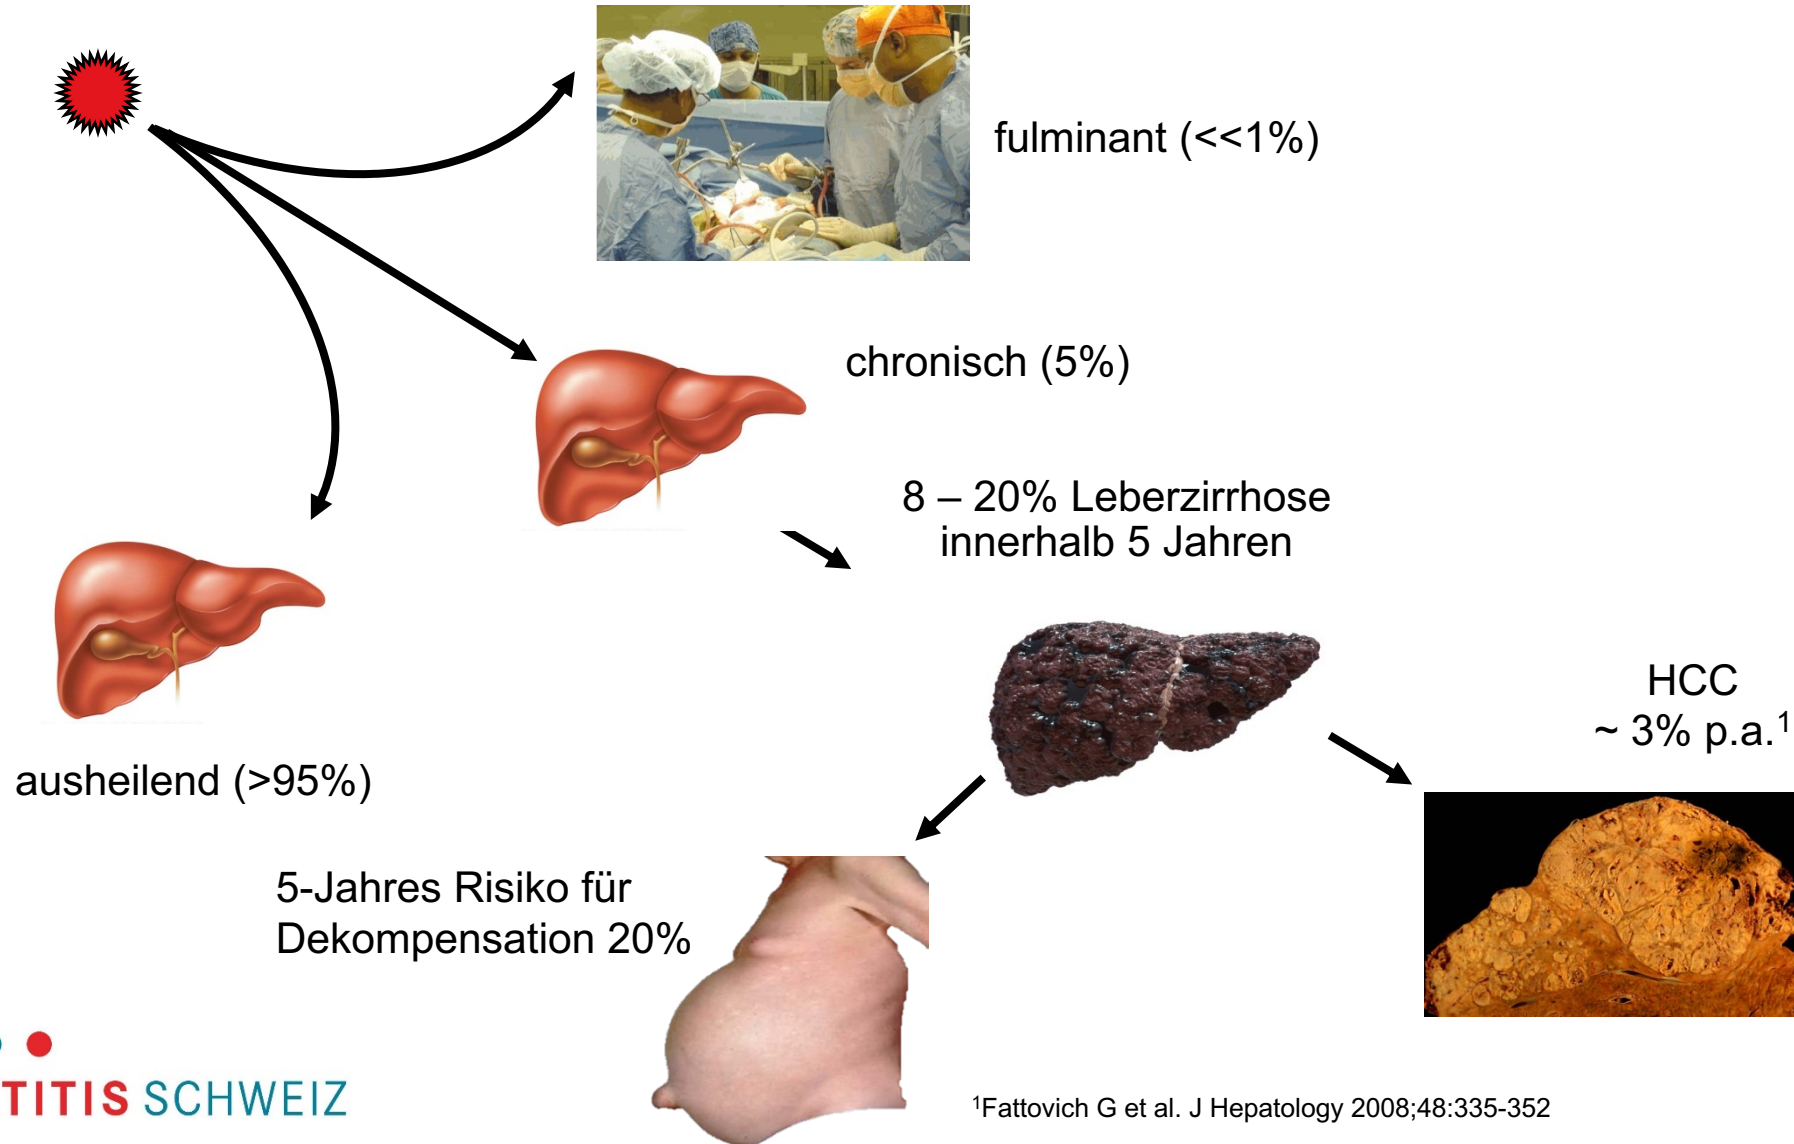 fulminant (<<1%)
chronisch (5%)
8 – 20% Leberzirrhose
innerhalb 5 Jahren
HCC
~ 3% p.a.¹
ausheilend (>95%)
5-Jahres Risiko für
Dekompensation 20%
TITIS SCHWEIZ
¹Fattovich G et al. J Hepatology 2008;48:335-352